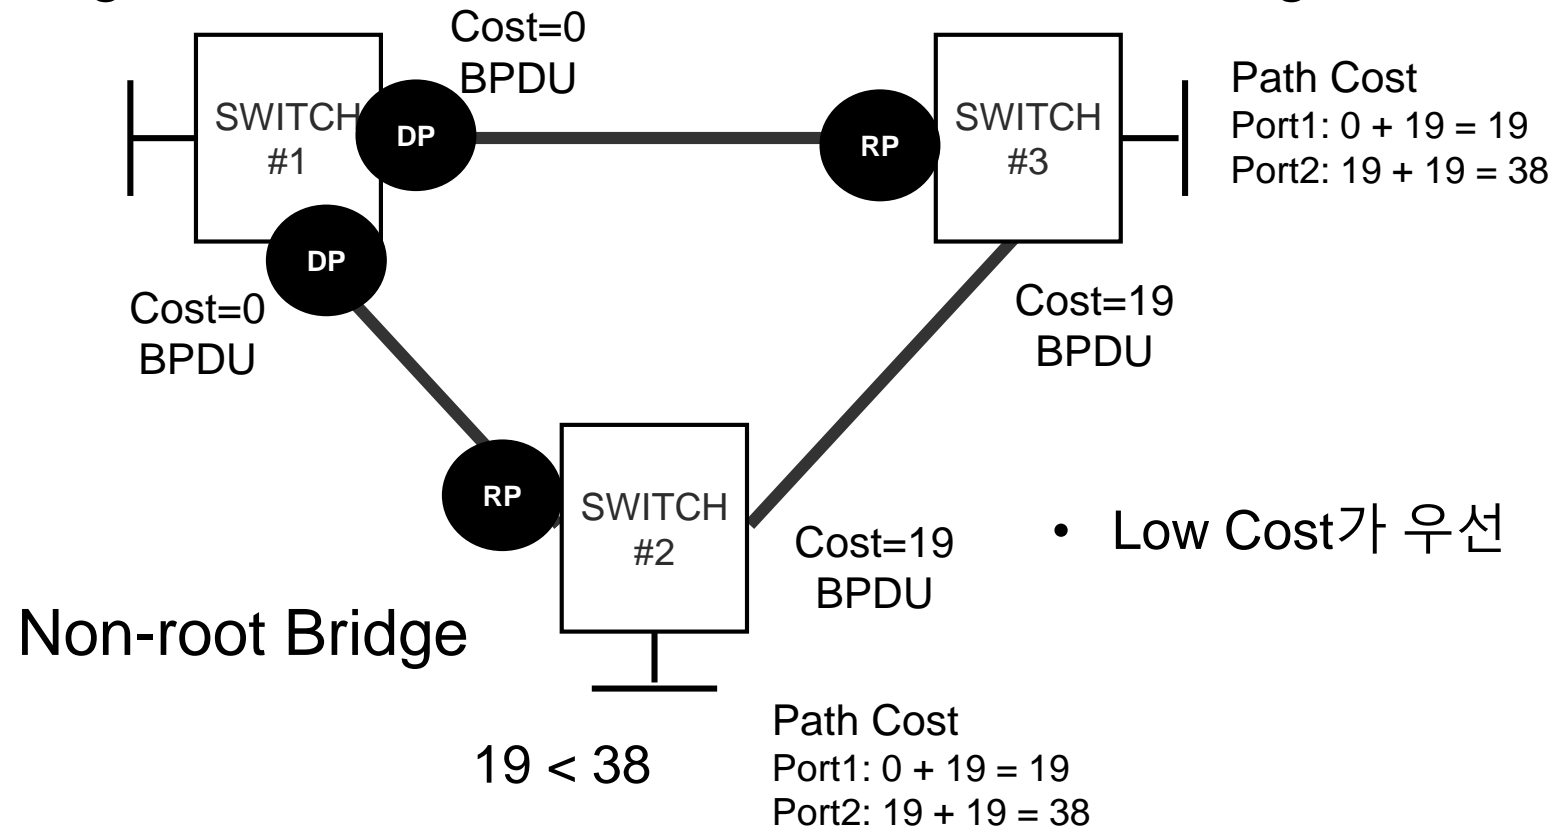 Cost=0
BPDU
SWITCH
#1
DP
RP
SWITCH
#3
Path Cost
Port1: 0 + 19 = 19
Port2: 19 + 19 = 38
DP
Cost=0
BPDU
Cost=19
BPDU
RP
SWITCH
#2
Cost=19
BPDU
• Low Cost가 우선
Non-root Bridge
19 < 38
Path Cost
Port1: 0 + 19 = 19
Port2: 19 + 19 = 38